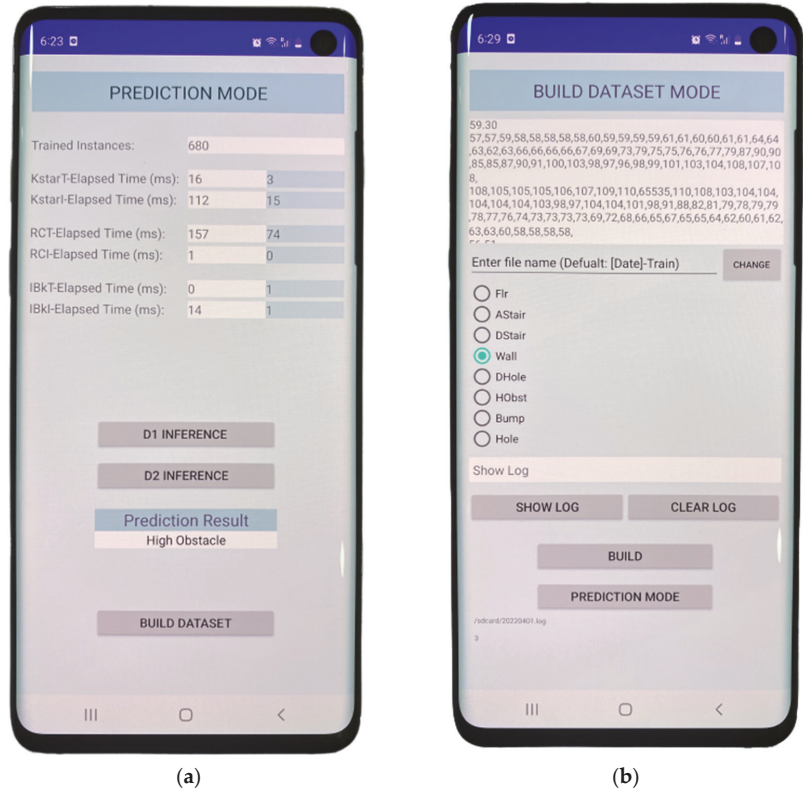 6:23
PREDICTION MODE
Trained Instances: 680
KstarT-Elapsed Time (ms): 16 3
KstarI-Elapsed Time (ms): 112 15
RCT-Elapsed Time (ms): 157 74
RCI-Elapsed Time (ms): 1 0
IBkT-Elapsed Time (ms): 0 1
IBkI-Elapsed Time (ms): 14 1
D1 INFERENCE
D2 INFERENCE
Prediction Result
High Obstacle
BUILD DATASET
(a)
6:29
BUILD DATASET MODE
59.30
57,57,59,58,58,58,58,58,60,59,59,59,59,61,61,60,60,61,61,64,64
,63,62,63,66,66,66,66,67,69,69,73,79,75,75,76,76,77,79,87,90,90
,85,85,87,90,91,100,103,98,97,96,98,99,101,103,104,108,107,10
8,
108,105,105,105,106,107,109,110,65535,110,108,103,104,104,
104,104,104,103,98,97,104,104,101,98,91,88,82,81,79,78,79,79
,78,77,76,74,73,73,73,73,69,72,68,66,65,67,65,65,64,62,60,61,62,
63,63,60,58,58,58,58,
Enter file name (Defualt: [Date]-Train) CHANGE
Flr
AStair
DStair
Wall
DHole
HObst
Bump
Hole
Show Log
SHOW LOG CLEAR LOG
BUILD
PREDICTION MODE
/sdcard/20220401.log
3
(b)